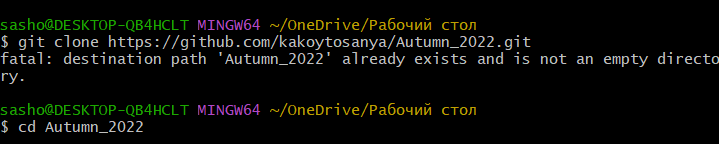 sasho@DESKTOP-QB4HCLT MINGW64 ~/OneDrive/Рабочий стол
$ git clone https://github.com/kakoytosanya/Autumn_2022.git
fatal: destination path 'Autumn_2022' already exists and is not an empty directo
ry.
sasho@DESKTOP-QB4HCLT MINGW64 ~/OneDrive/Рабочий стол
$ cd Autumn_2022